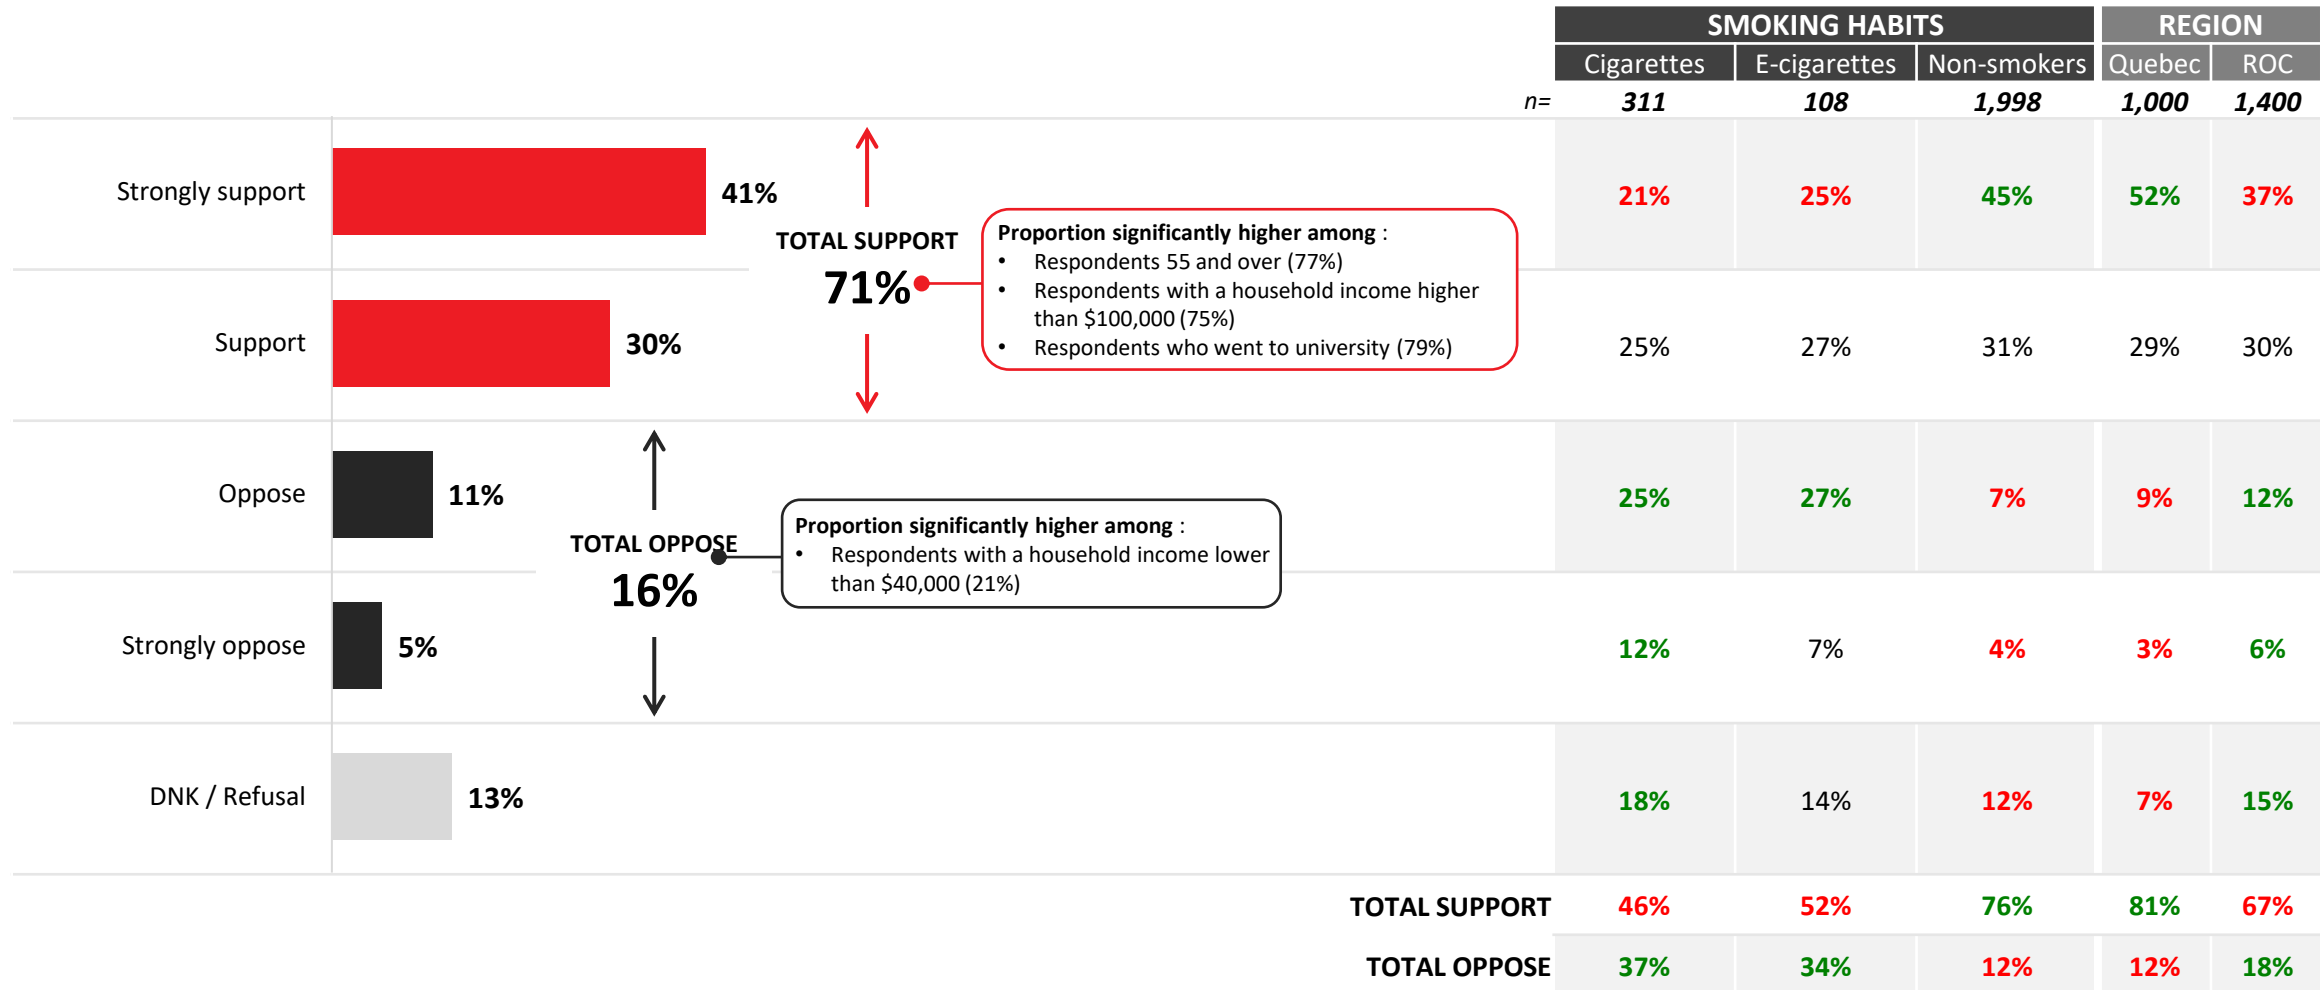 SMOKING HABITS REGION
Cigarettes E-cigarettes Non-smokers Quebec ROC
n= 311 108 1,998 1,000 1,400
Strongly support 41% 21% 25% 45% 52% 37%
TOTAL SUPPORT
71%
Proportion significantly higher among :
• Respondents 55 and over (77%)
• Respondents with a household income higher
than $100,000 (75%)
• Respondents who went to university (79%)
Support 30% 25% 27% 31% 29% 30%
Oppose 11% 25% 27% 7% 9% 12%
TOTAL OPPOSE
16%
Proportion significantly higher among :
• Respondents with a household income lower
than $40,000 (21%)
Strongly oppose 5% 12% 7% 4% 3% 6%
DNK / Refusal 13% 18% 14% 12% 7% 15%
TOTAL SUPPORT 46% 52% 76% 81% 67%
TOTAL OPPOSE 37% 34% 12% 12% 18%